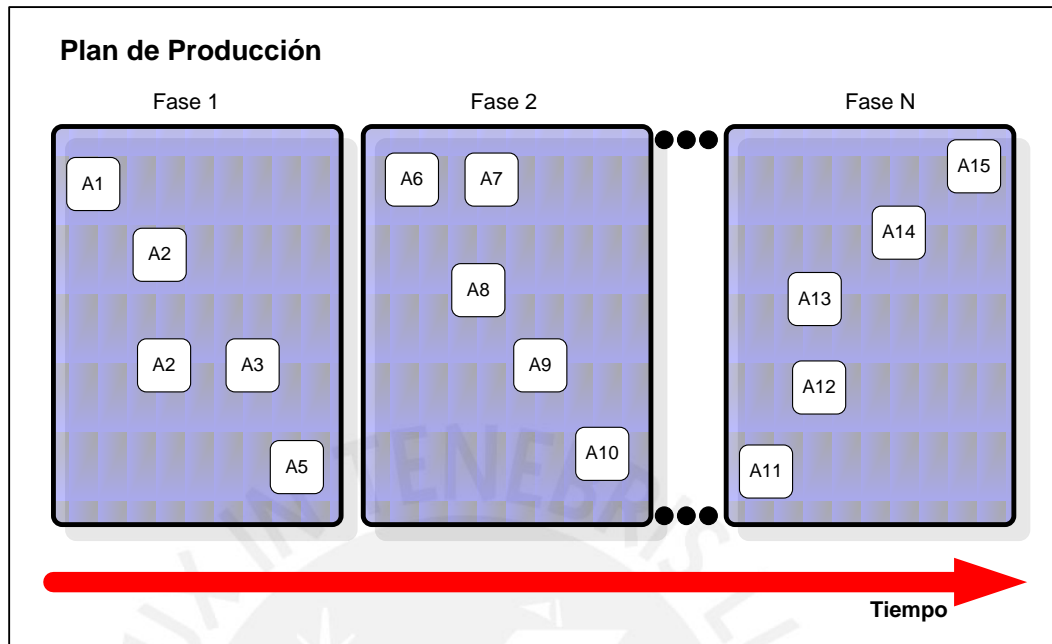 Plan de Producción
Fase 1
Fase 2
Fase N
A1
A2
A2
A3
A5
A6
A7
A8
A9
A10
A15
A14
A13
A12
A11
Tiempo